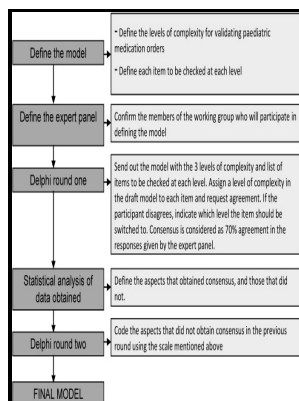 Define the model
- Define the levels of complexity for validating paediatric
medication orders
- Define each item to be checked at each level
Define the expert panel
Confirm the members of the working group who will participate in
defining the model
Delphi round one
Send out the model with the 3 levels of complexity and list of
items to be checked at each level. Assign a level of complexity in
the draft model to each item and request agreement. If the
participant disagrees, indicate which level the item should be
switched to. Consensus is considered as 70% agreement in the
responses given by the expert panel.
Statistical analysis of
data obtained
Define the aspects that obtained consensus, and those that did
not.
Delphi round two
Code the aspects that did not obtain consensus in the previous
round using the scale mentioned above
FINAL MODEL